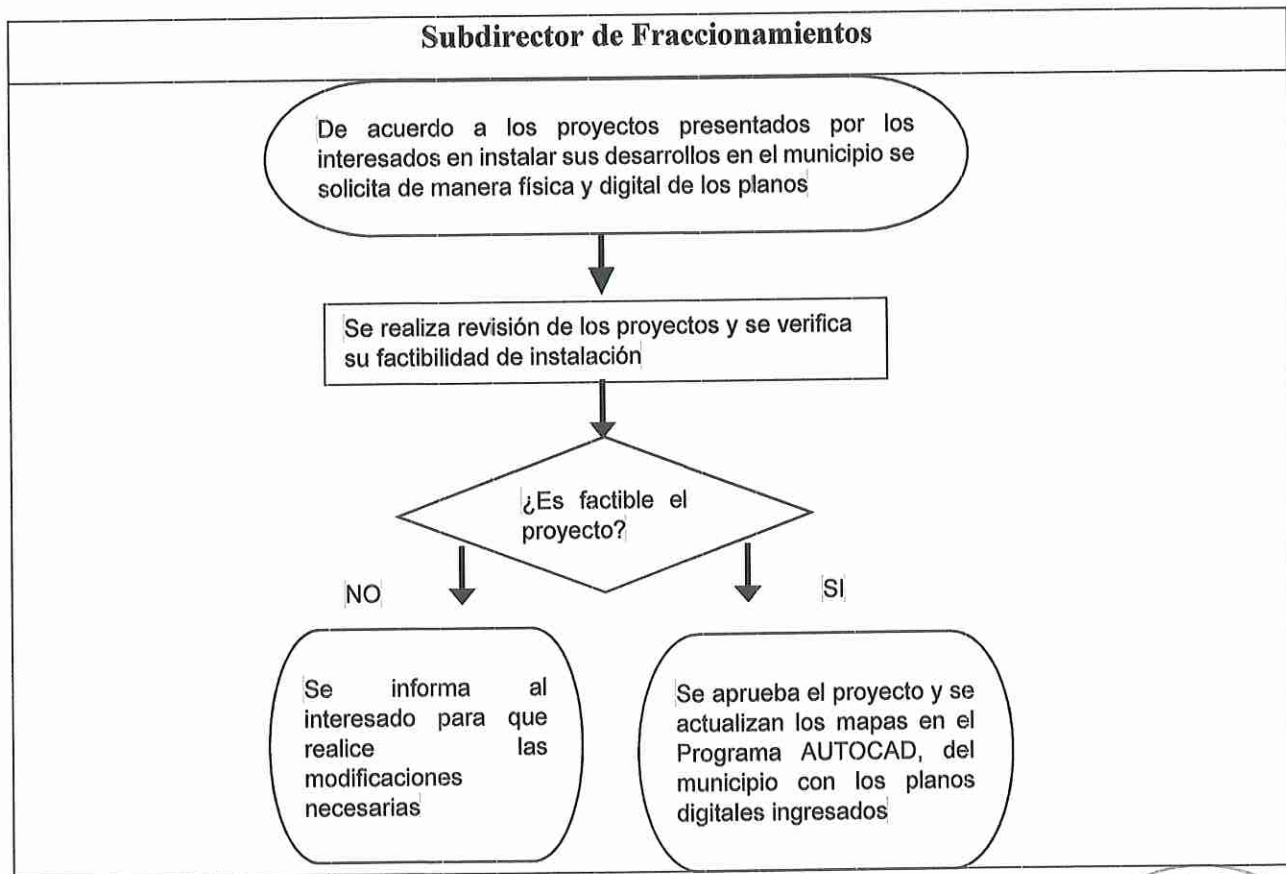 Subdirector de Fraccionamientos
De acuerdo a los proyectos presentados por los
interesados en instalar sus desarrollos en el municipio se
solicita de manera física y digital de los planos
Se realiza revisión de los proyectos y se verifica
su factibilidad de instalación
¿Es factible el
proyecto?
NO
SI
Se informa al
interesado para que
realice las
modificaciones
necesarias
Se aprueba el proyecto y se
actualizan los mapas en el
Programa AUTOCAD, del
municipio con los planos
digitales ingresados